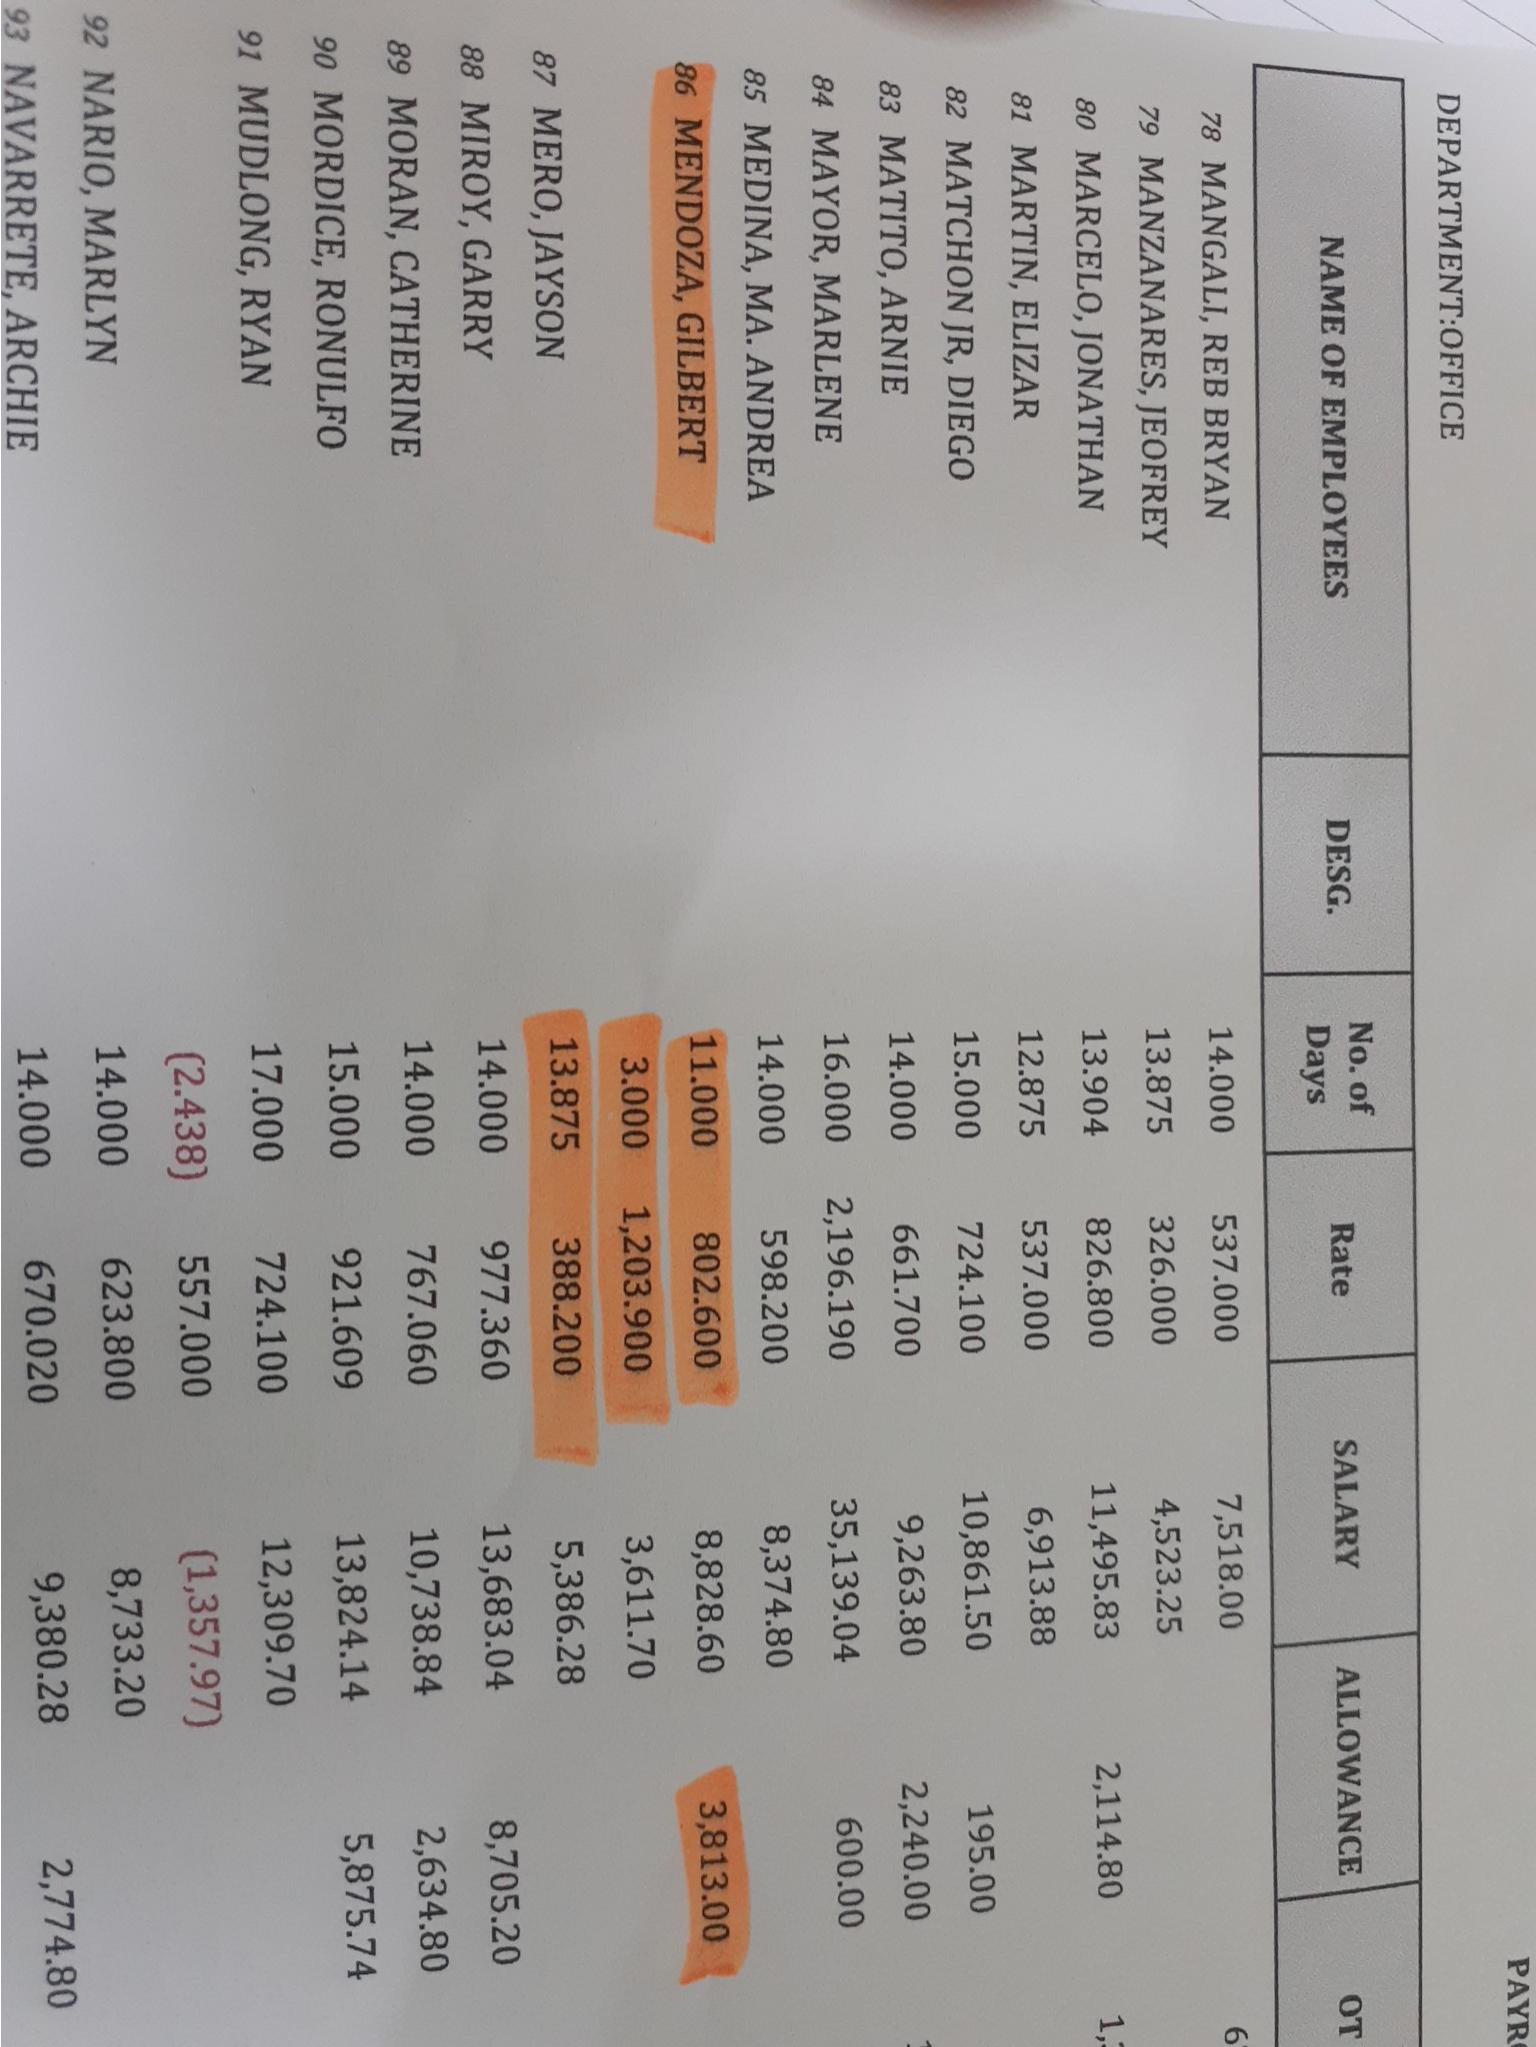 PAYR
DEPARTMENT:OFFICE
NAME OF EMPLOYEES DESG. No. of Days Rate SALARY ALLOWANCE OT
78 MANGALI, REB BRYAN 14.000 537.000 7,518.00
79 MANZANARES, JEOFREY 13.875 326.000 4,523.25
80 MARCELO, JONATHAN 13.904 826.800 11,495.83 2,114.80
81 MARTIN, ELIZAR 12.875 537.000 6,913.88
82 MATCHON JR, DIEGO 15.000 724.100 10,861.50 195.00
83 MATITO, ARNIE 14.000 661.700 9,263.80 2,240.00
84 MAYOR, MARLENE 16.000 2,196.190 35,139.04 600.00
85 MEDINA, MA. ANDREA 14.000 598.200 8,374.80
86 MENDOZA, GILBERT 11.000 802.600 8,828.60 3,813.00
3.000 1,203.900 3,611.70
87 MERO, JAYSON 13.875 388.200 5,386.28
88 MIROY, GARRY 14.000 977.360 13,683.04 8,705.20
89 MORAN, CATHERINE 14.000 767.060 10,738.84 2,634.80
90 MORDICE, RONULFO 15.000 921.609 13,824.14 5,875.74
91 MUDLONG, RYAN 17.000 724.100 12,309.70
(2.438) 557.000 (1,357.97)
92 NARIO, MARLYN 14.000 623.800 8,733.20
93 NAVARRETE, ARCHIE 14.000 670.020 9,380.28 2,774.80